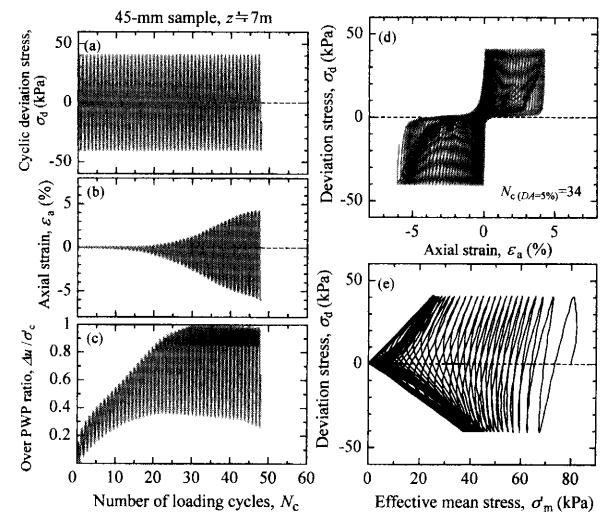 45-mm sample, z≒7m
(a)
Cyclic deviation stress,
σd (kPa)
50
0
-50
(b)
Axial strain, εa (%)
5
0
-5
(c)
Over PWP ratio, Δu/σ'c
1
0.8
0.6
0.4
0.2
0 10 20 30 40 50 60
Number of loading cycles, Nc
(d)
Deviation stress, σd (kPa)
50
0
-50
Nc (DA=5%)=34
-5 0 5
Axial strain, εa (%)
(e)
Deviation stress, σd (kPa)
50
0
-50
0 20 40 60 80
Effective mean stress, σ'm (kPa)